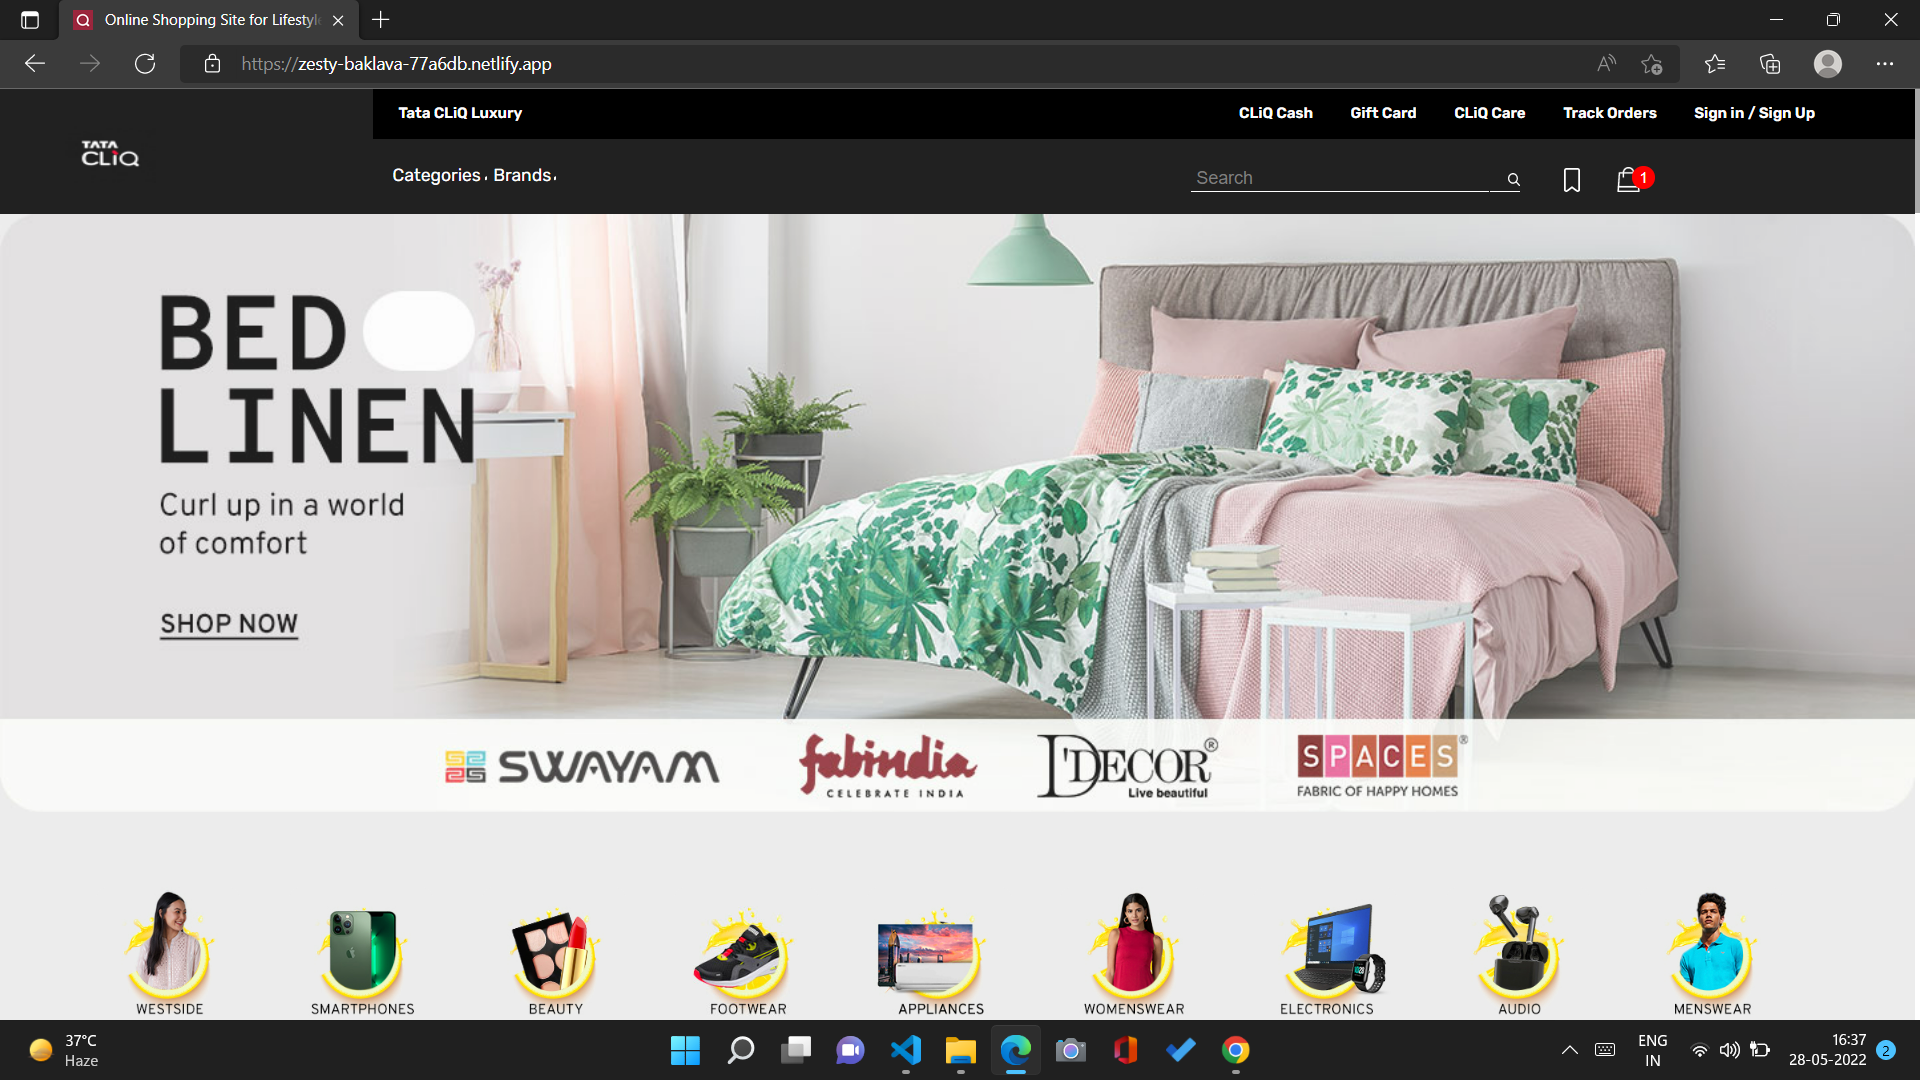 Online Shopping Site for Lifestyle
https://zesty-baklava-77a6db.netlify.app
Tata CLiQ Luxury
CLiQ Cash
Gift Card
CLiQ Care
Track Orders
Sign in / Sign Up
TATA
CLiQ
Categories
Brands
Search
1
BED
LINEN
Curl up in a world
of comfort
SHOP NOW
SWAYAM
fabindia
CELEBRATE INDIA
D'DECOR®
Live beautiful
SPACES®
FABRIC OF HAPPY HOMES
WESTSIDE
SMARTPHONES
BEAUTY
FOOTWEAR
APPLIANCES
WOMENSWEAR
ELECTRONICS
AUDIO
MENSWEAR
37°C
Haze
ENG
IN
16:37
28-05-2022
2